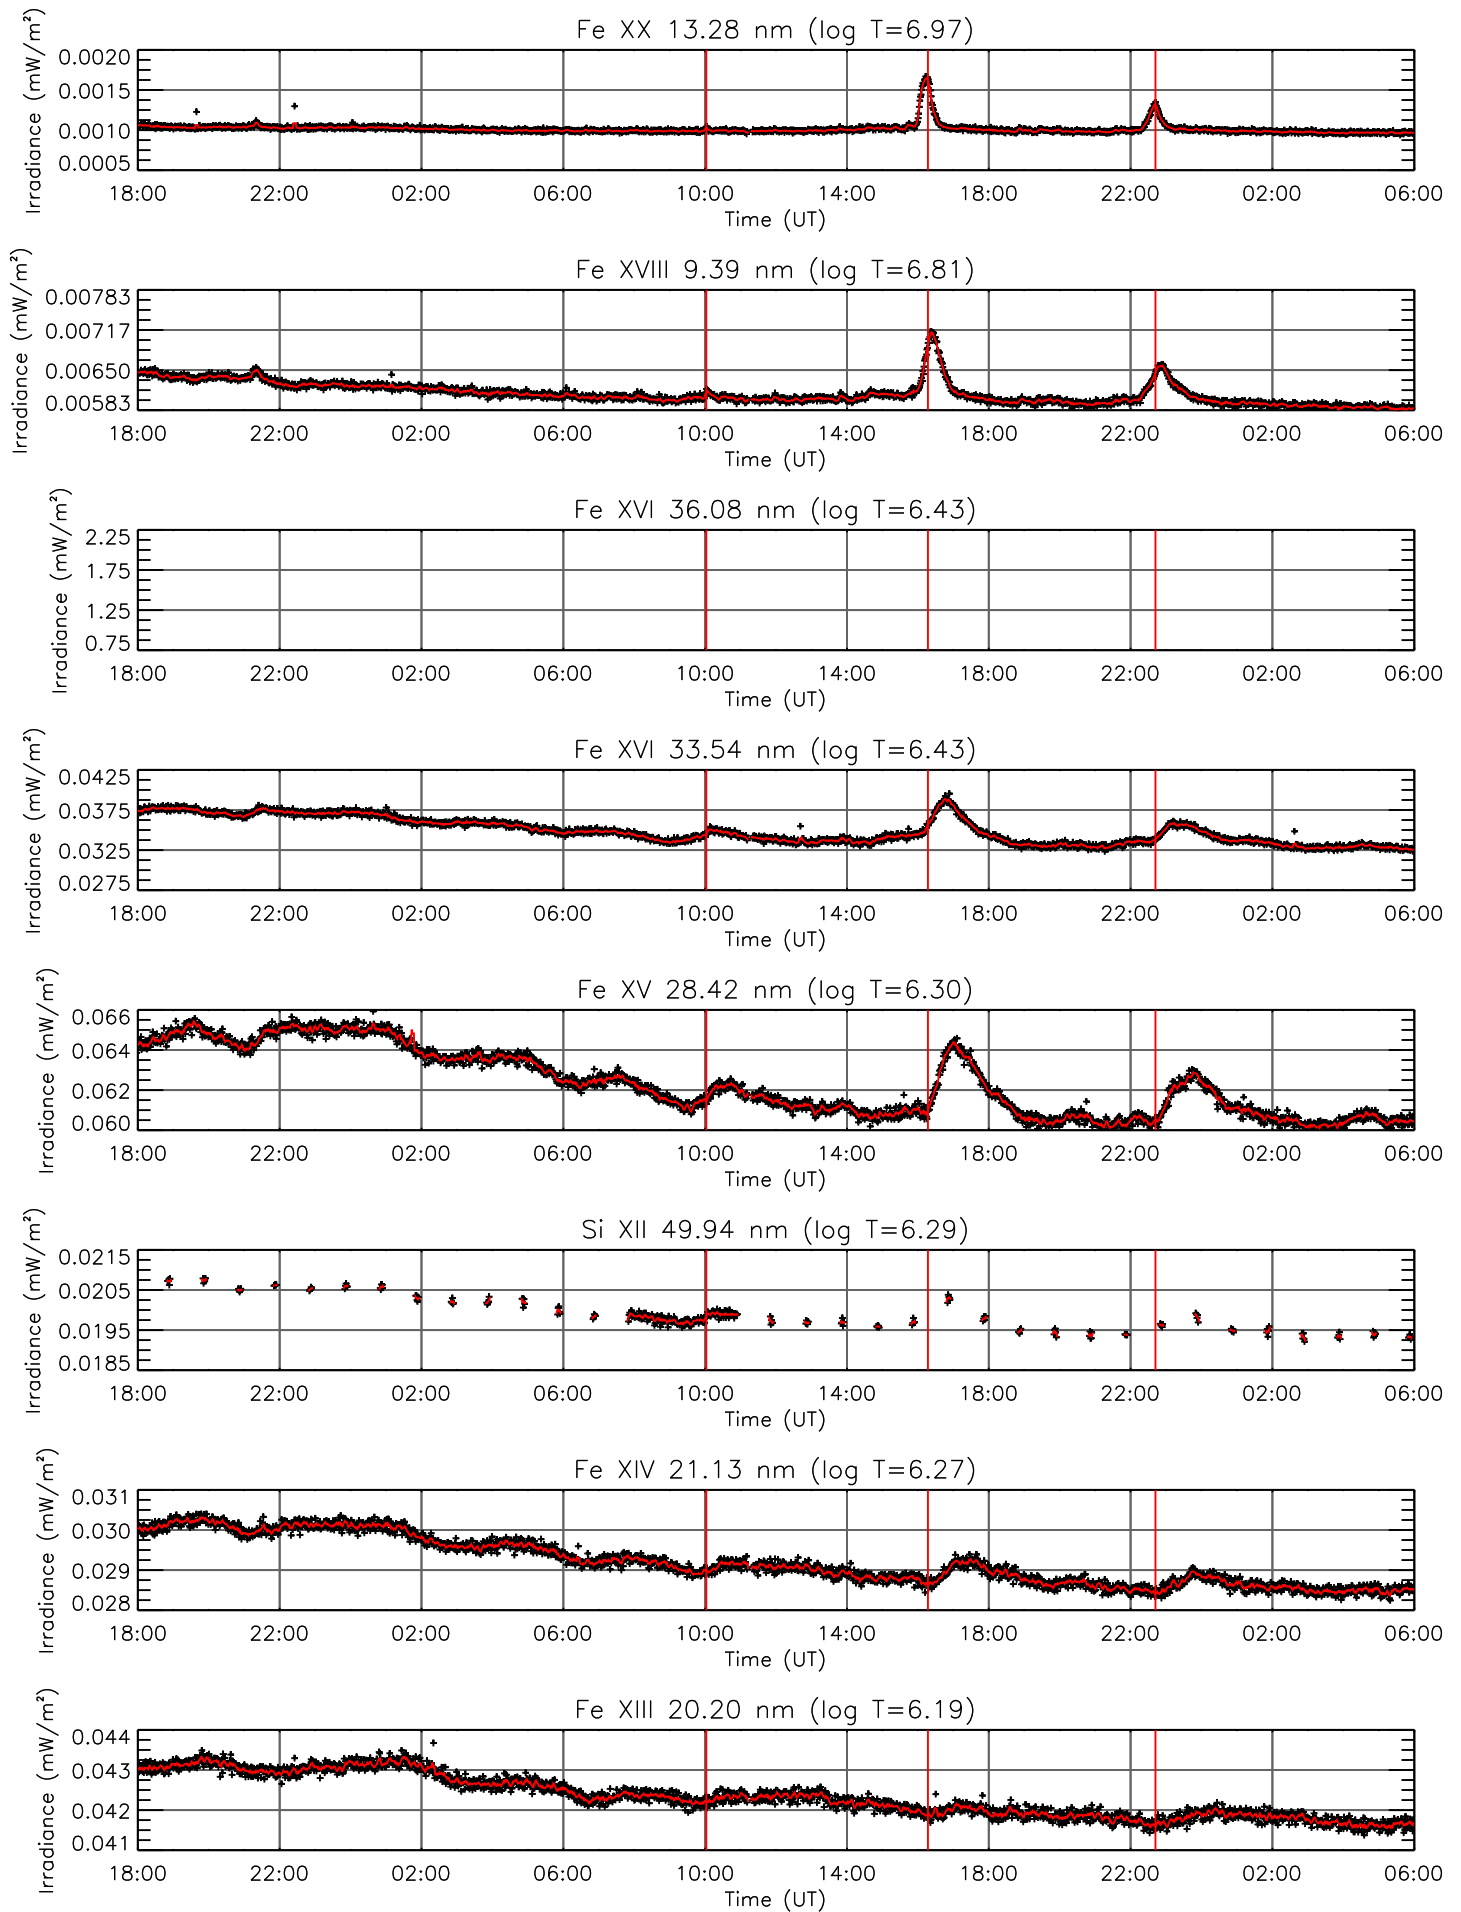 Fe XX 13.28 nm (log T=6.97)
Irradiance (mW/m²)
0.0020
0.0015
0.0010
0.0005
18:00 22:00 02:00 06:00 10:00 14:00 18:00 22:00 02:00 06:00
Time (UT)
Fe XVIII 9.39 nm (log T=6.81)
Irradiance (mW/m²)
0.00783
0.00717
0.00650
0.00583
18:00 22:00 02:00 06:00 10:00 14:00 18:00 22:00 02:00 06:00
Time (UT)
Fe XVI 36.08 nm (log T=6.43)
Irradiance (mW/m²)
2.25
1.75
1.25
0.75
18:00 22:00 02:00 06:00 10:00 14:00 18:00 22:00 02:00 06:00
Time (UT)
Fe XVI 33.54 nm (log T=6.43)
Irradiance (mW/m²)
0.0425
0.0375
0.0325
0.0275
18:00 22:00 02:00 06:00 10:00 14:00 18:00 22:00 02:00 06:00
Time (UT)
Fe XV 28.42 nm (log T=6.30)
Irradiance (mW/m²)
0.066
0.064
0.062
0.060
18:00 22:00 02:00 06:00 10:00 14:00 18:00 22:00 02:00 06:00
Time (UT)
Si XII 49.94 nm (log T=6.29)
Irradiance (mW/m²)
0.0215
0.0205
0.0195
0.0185
18:00 22:00 02:00 06:00 10:00 14:00 18:00 22:00 02:00 06:00
Time (UT)
Fe XIV 21.13 nm (log T=6.27)
Irradiance (mW/m²)
0.031
0.030
0.029
0.028
18:00 22:00 02:00 06:00 10:00 14:00 18:00 22:00 02:00 06:00
Time (UT)
Fe XIII 20.20 nm (log T=6.19)
Irradiance (mW/m²)
0.044
0.043
0.042
0.041
18:00 22:00 02:00 06:00 10:00 14:00 18:00 22:00 02:00 06:00
Time (UT)